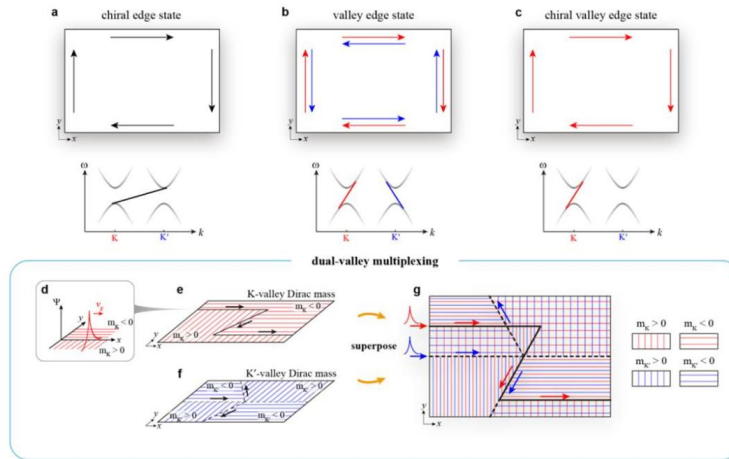 a chiral edge state
b valley edge state
c chiral valley edge state
y
x
y
x
y
x
ω
K K' k
ω
K K' k
ω
K K' k
dual-valley multiplexing
d
Ψ
v_y
y
m_K < 0
x
m_K > 0
e K-valley Dirac mass
m_K < 0
m_K > 0
y
x
superpose
f K'-valley Dirac mass
m_K' < 0 m_K' > 0
m_K' > 0 m_K' < 0
y
x
g
y
x
m_K > 0 m_K < 0
m_K' > 0 m_K' < 0